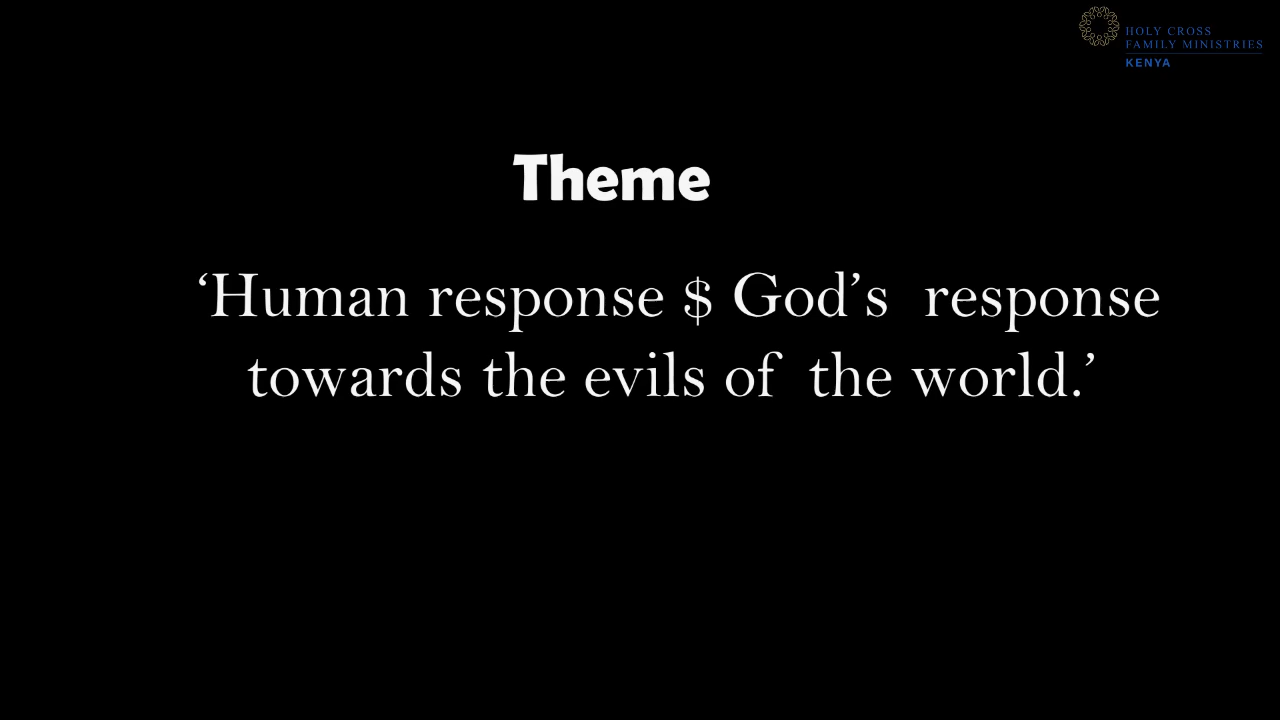 HOLY CROSS
FAMILY MINISTRIES
KENYA
Theme
‘Human response $ God’s response
towards the evils of the world.’